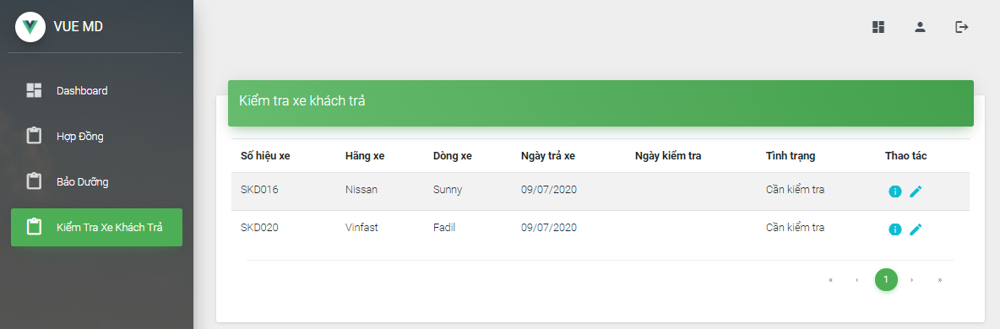 VUE MD
Dashboard
Hợp Đồng
Bảo Dưỡng
Kiểm Tra Xe Khách Trả
Kiểm tra xe khách trả
Số hiệu xe Hãng xe Dòng xe Ngày trả xe Ngày kiểm tra Tình trạng Thao tác
SKD016 Nissan Sunny 09/07/2020 Cần kiểm tra
SKD020 Vinfast Fadil 09/07/2020 Cần kiểm tra
« ‹ 1 › »